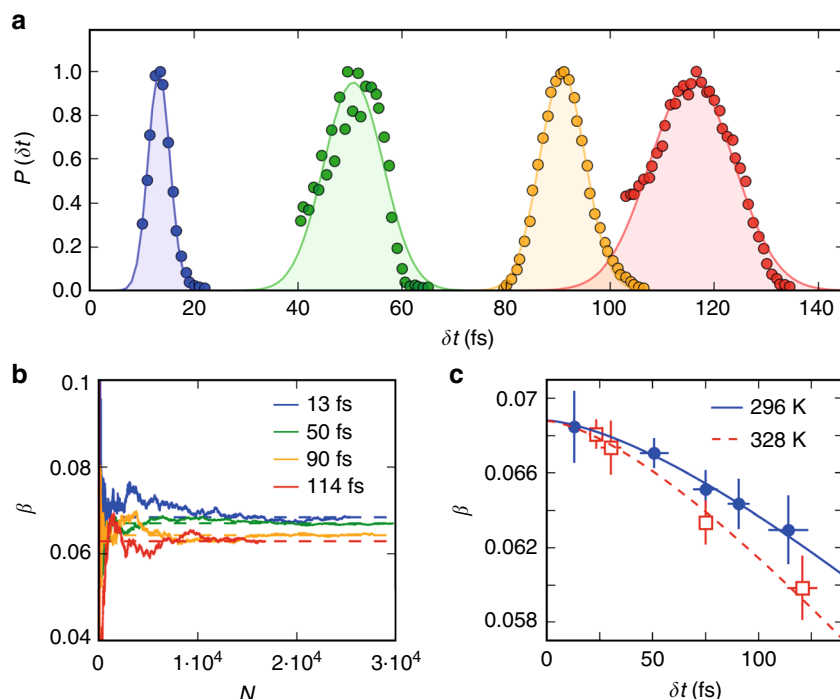 a
P (δt)
1.0
0.8
0.6
0.4
0.2
0.0
0 20 40 60 80 100 120 140
δt (fs)
b
β
0.1
0.08
0.06
0.04
0 1·10⁴ 2·10⁴ 3·10⁴
N
13 fs
50 fs
90 fs
114 fs
c
β
0.07
0.066
0.062
0.058
0 50 100
δt (fs)
296 K
328 K